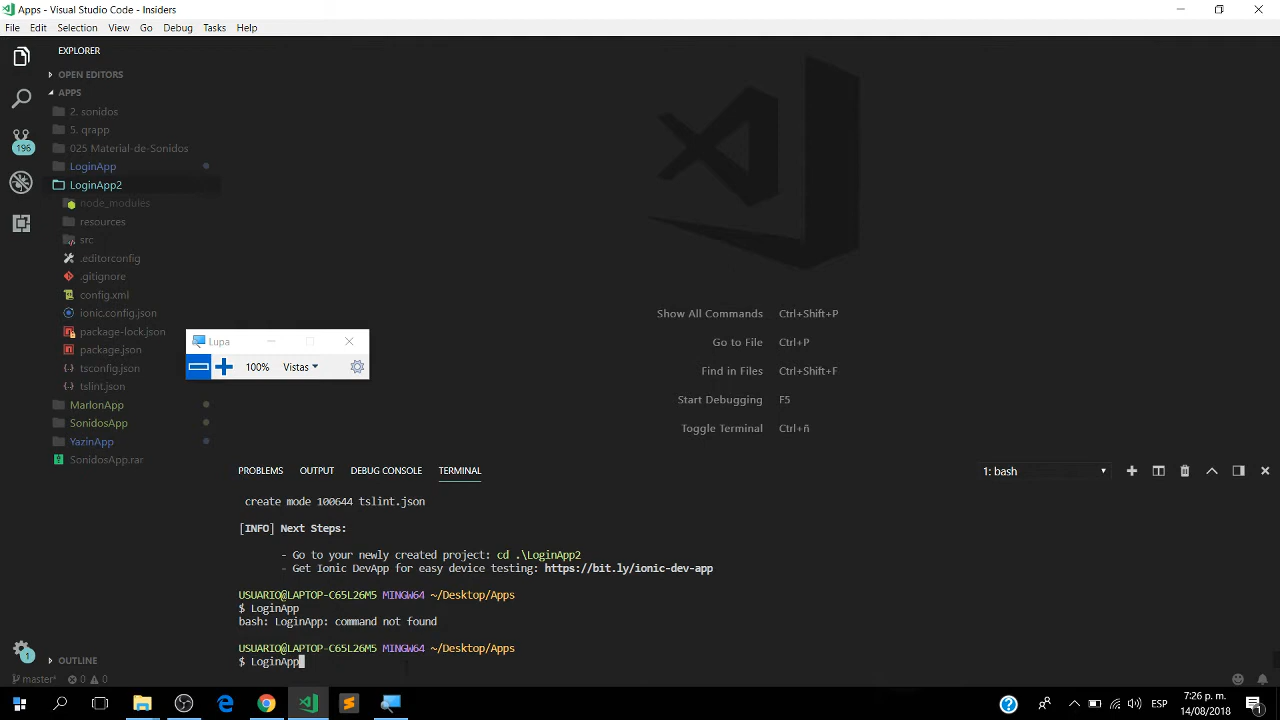 Apps - Visual Studio Code - Insiders
File Edit Selection View Go Debug Tasks Help
EXPLORER
OPEN EDITORS
APPS
2. sonidos
5. qrapp
025 Material-de-Sonidos
LoginApp
LoginApp2
node_modules
resources
src
.editorconfig
.gitignore
config.xml
ionic.config.json
package-lock.json
package.json
tsconfig.json
tslint.json
MarlonApp
SonidosApp
YazinApp
SonidosApp.rar
OUTLINE
196
1
master*
0
0
Lupa
100%
Vistas
Show All Commands Ctrl+Shift+P
Go to File Ctrl+P
Find in Files Ctrl+Shift+F
Start Debugging F5
Toggle Terminal Ctrl+ñ
PROBLEMS OUTPUT DEBUG CONSOLE TERMINAL
1: bash
create mode 100644 tslint.json
[INFO] Next Steps:
- Go to your newly created project: cd .\LoginApp2
- Get Ionic DevApp for easy device testing: https://bit.ly/ionic-dev-app
USUARIO@LAPTOP-C65L26M5 MINGW64 ~/Desktop/Apps
$ LoginApp
bash: LoginApp: command not found
USUARIO@LAPTOP-C65L26M5 MINGW64 ~/Desktop/Apps
$ LoginApp
ESP
7:26 p. m.
14/08/2018
1